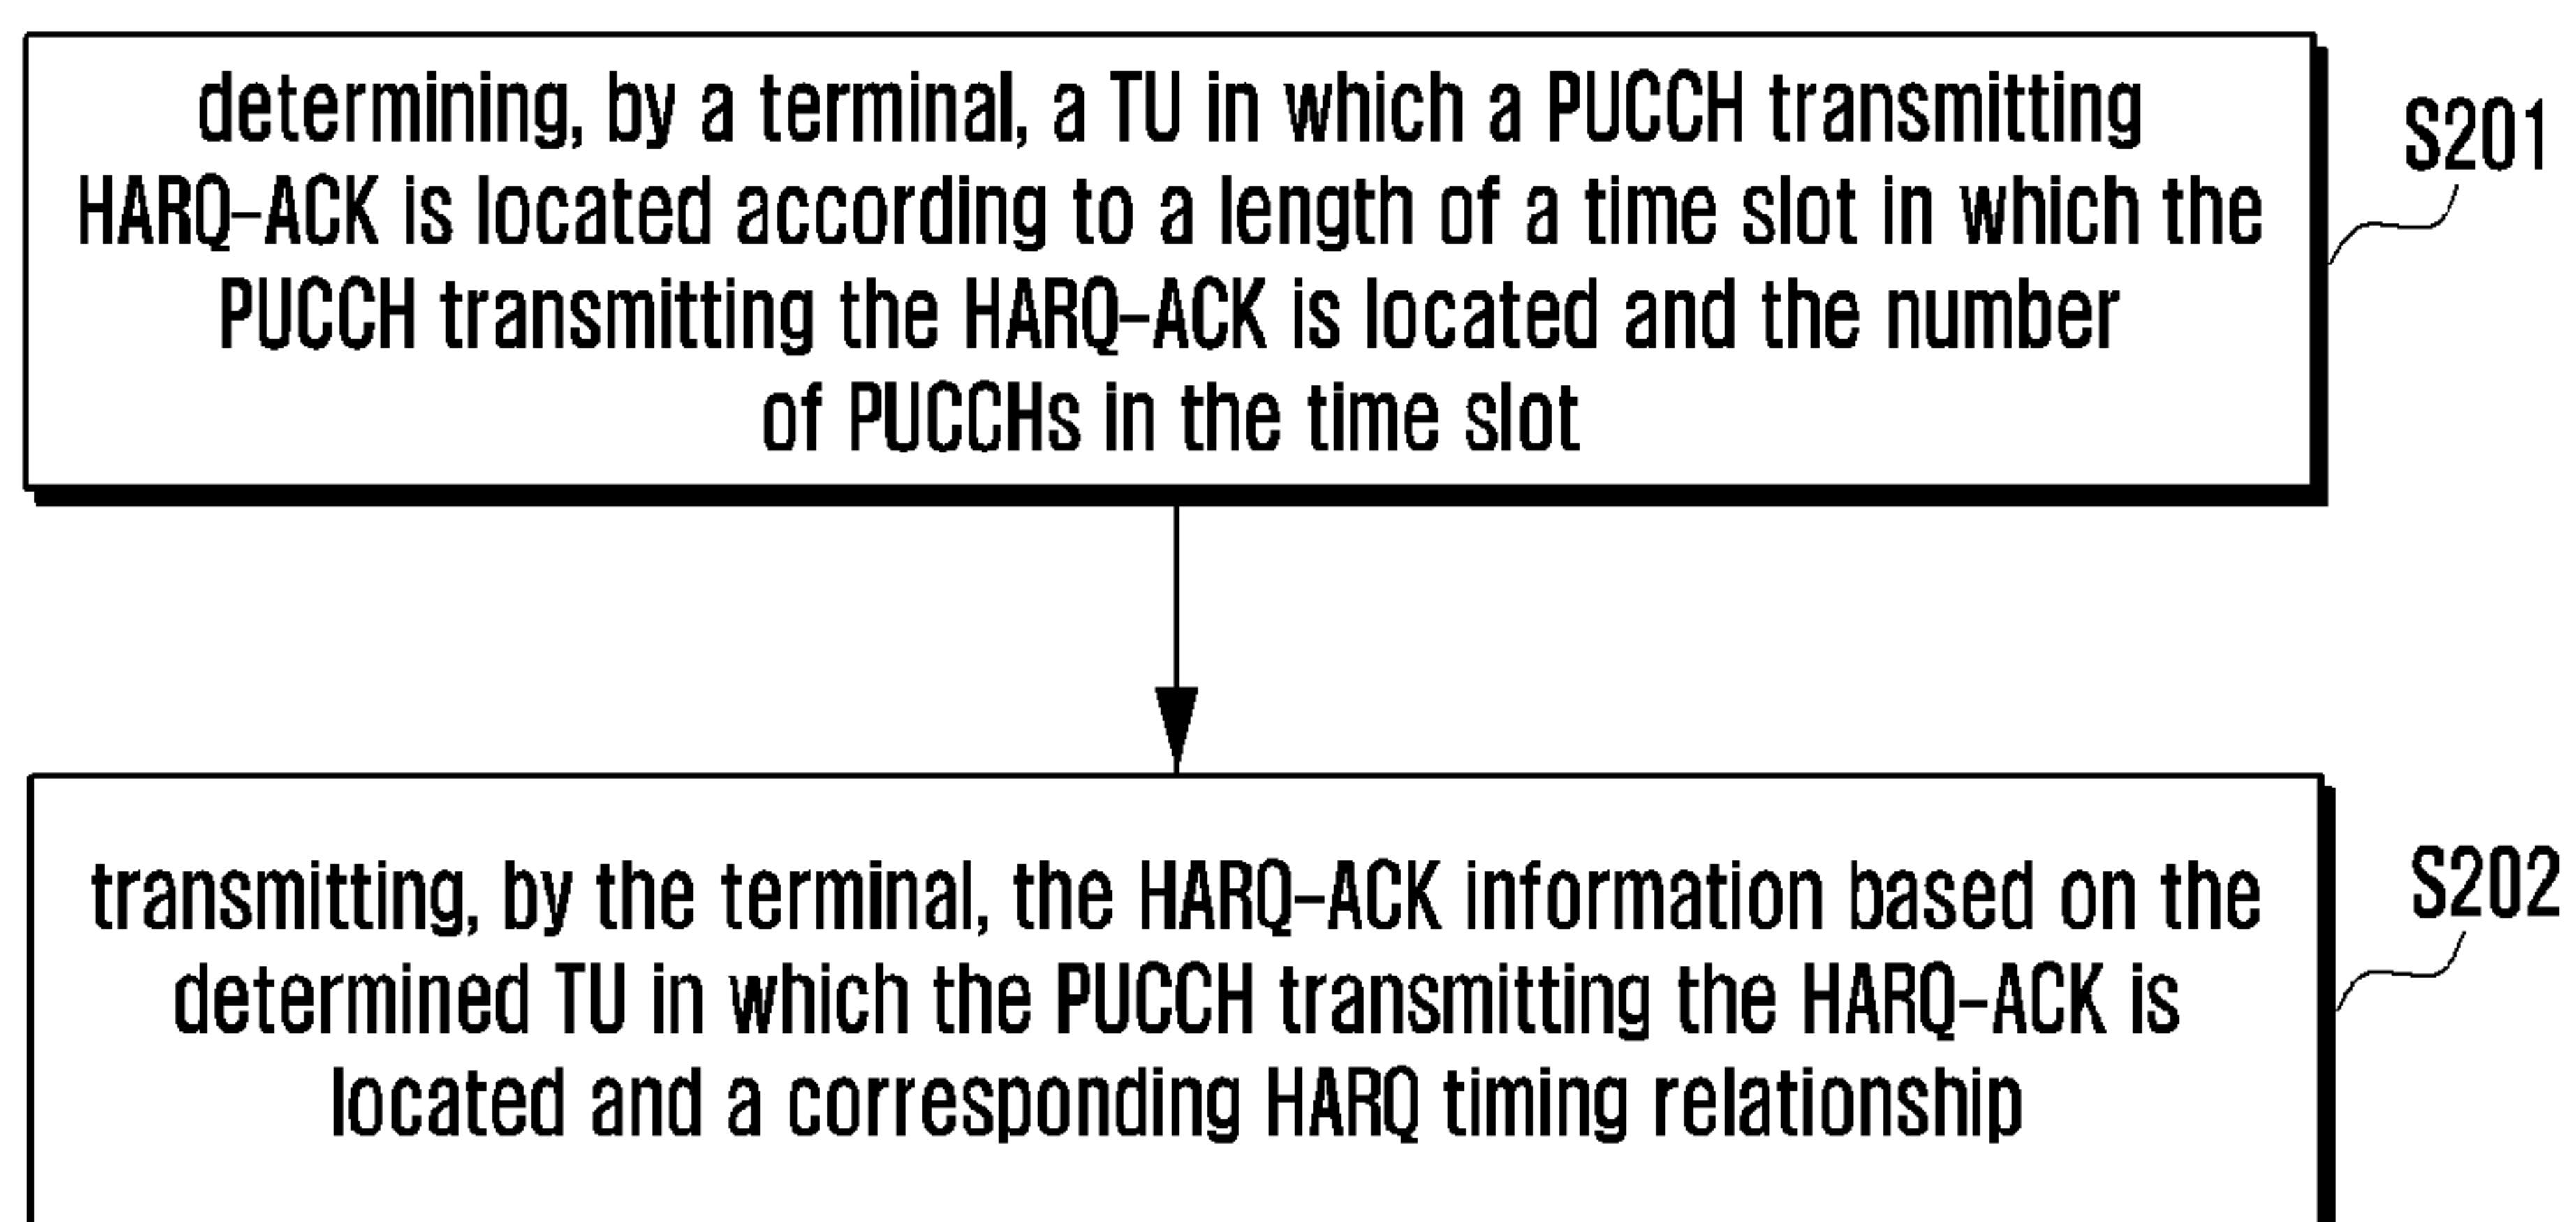 determining, by a terminal, a TU in which a PUCCH transmitting
HARQ-ACK is located according to a length of a time slot in which the
PUCCH transmitting the HARQ-ACK is located and the number
of PUCCHs in the time slot
S201
transmitting, by the terminal, the HARQ-ACK information based on the
determined TU in which the PUCCH transmitting the HARQ-ACK is
located and a corresponding HARQ timing relationship
S202